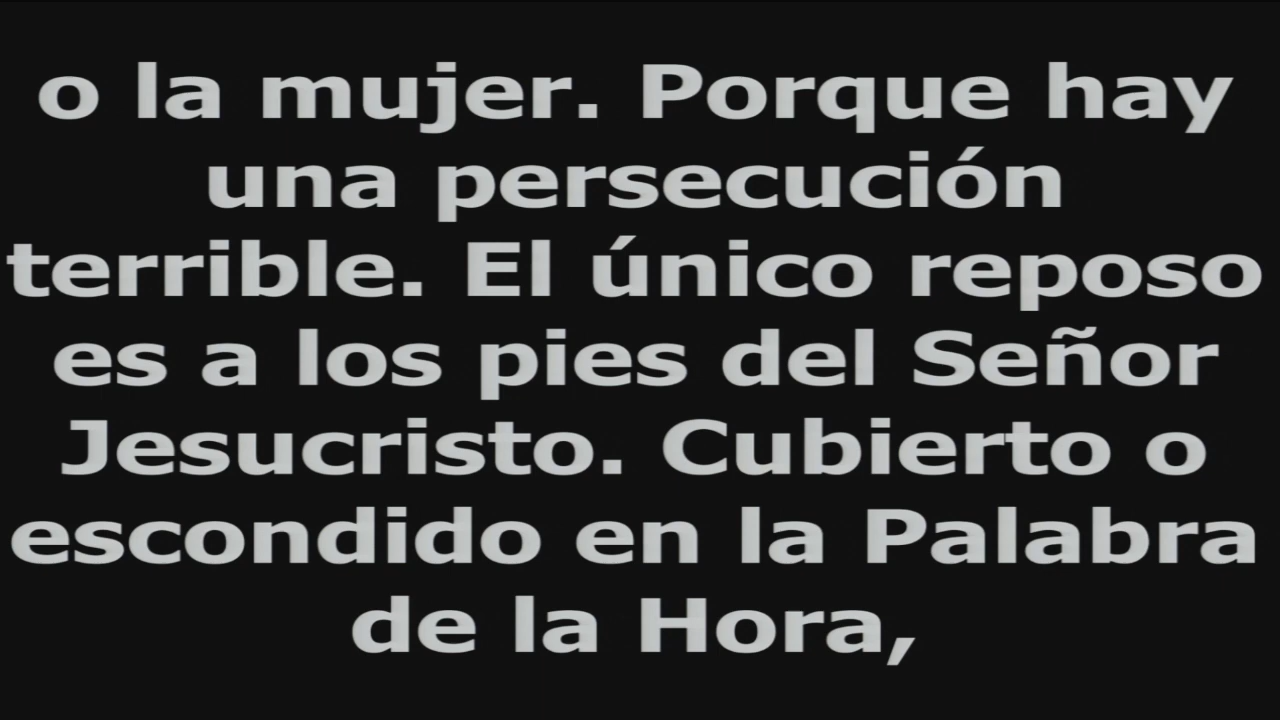 o la mujer. Porque hay
una persecución
terrible. El único reposo
es a los pies del Señor
Jesucristo. Cubierto o
escondido en la Palabra
de la Hora,